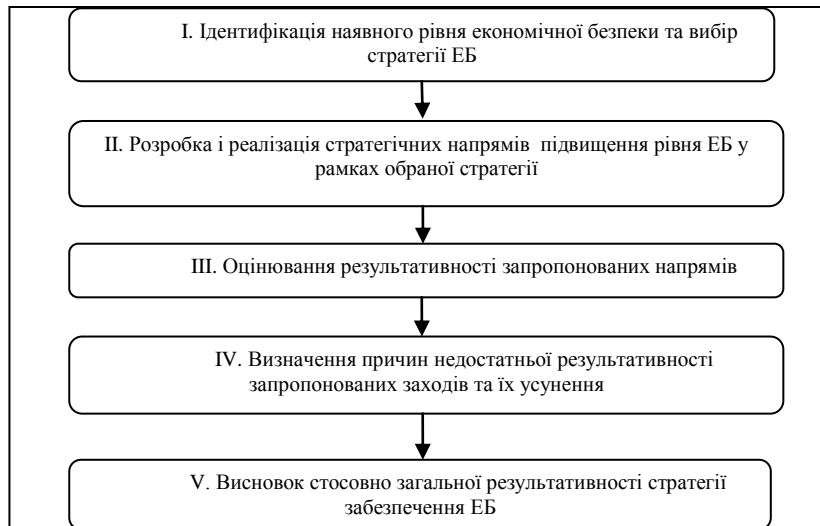 I. Ідентифікація наявного рівня економічної безпеки та вибір
стратегії ЕБ
II. Розробка і реалізація стратегічних напрямів підвищення рівня ЕБ у
рамках обраної стратегії
III. Оцінювання результативності запропонованих напрямів
IV. Визначення причин недостатньої результативності
запропонованих заходів та їх усунення
V. Висновок стосовно загальної результативності стратегії
забезпечення ЕБ